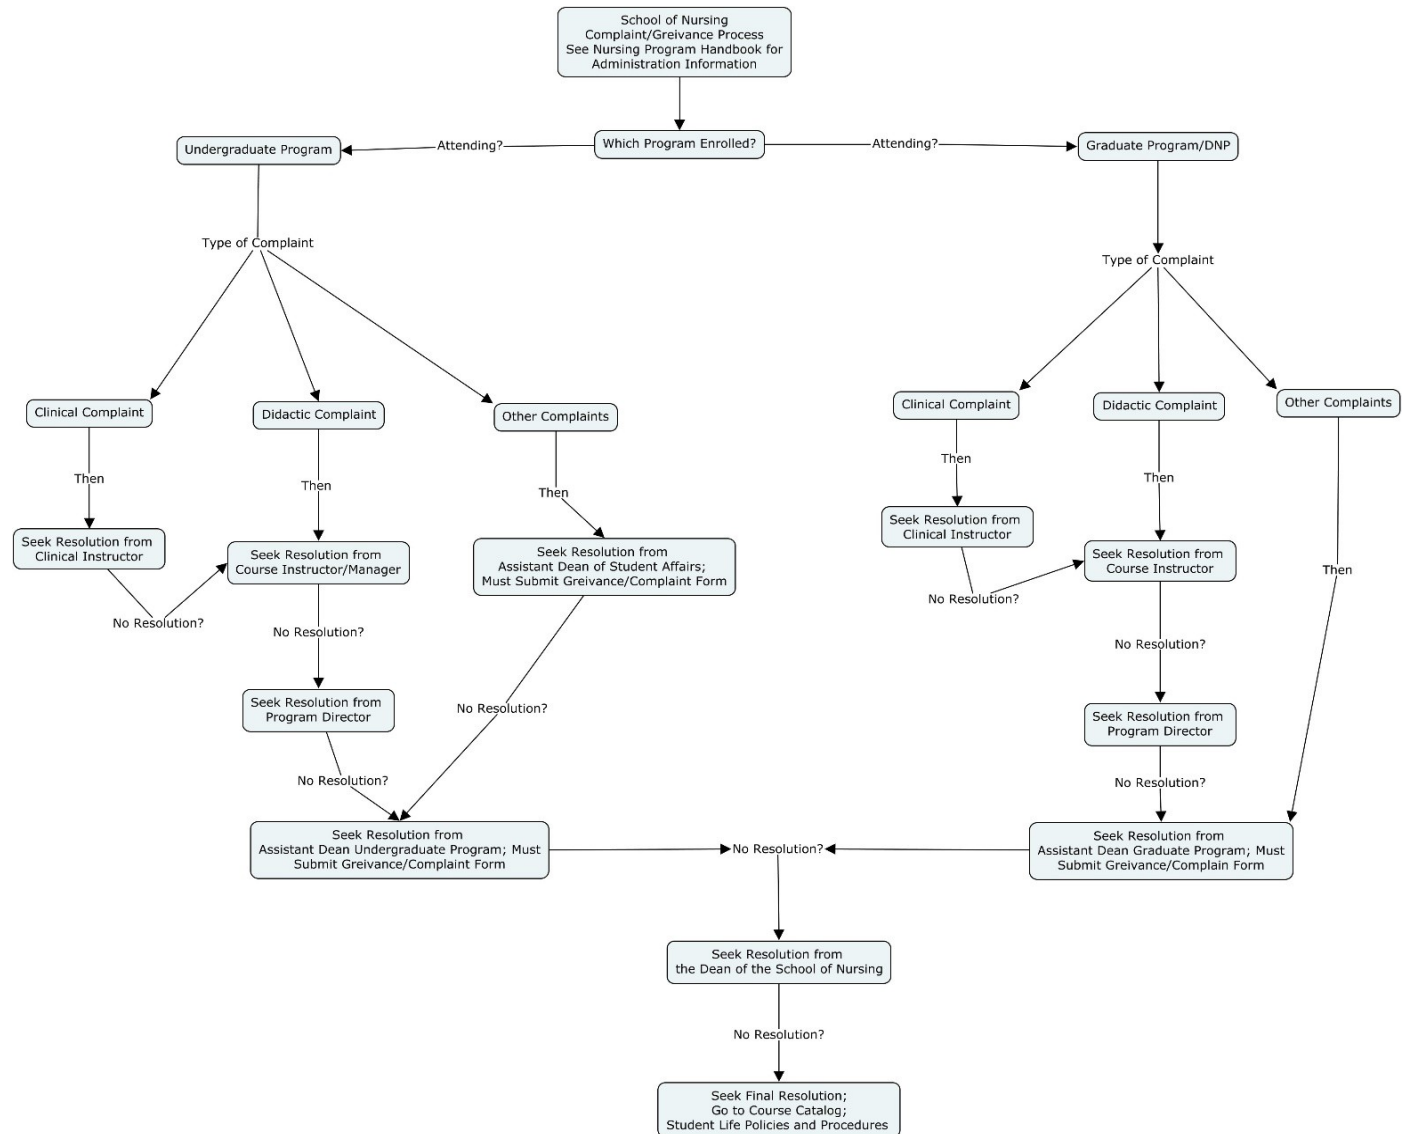 School of Nursing
Complaint/Greivance Process
See Nursing Program Handbook for
Administration Information
Undergraduate Program
Attending?
Which Program Enrolled?
Attending?
Graduate Program/DNP
Type of Complaint
Type of Complaint
Clinical Complaint
Didactic Complaint
Other Complaints
Clinical Complaint
Didactic Complaint
Other Complaints
Then
Then
Then
Then
Then
Then
Seek Resolution from
Clinical Instructor
Seek Resolution from
Course Instructor/Manager
Seek Resolution from
Assistant Dean of Student Affairs;
Must Submit Greivance/Complaint Form
Seek Resolution from
Clinical Instructor
Seek Resolution from
Course Instructor
No Resolution?
No Resolution?
No Resolution?
No Resolution?
Seek Resolution from
Program Director
No Resolution?
Seek Resolution from
Program Director
No Resolution?
No Resolution?
No Resolution?
Seek Resolution from
Assistant Dean Undergraduate Program; Must
Submit Greivance/Complaint Form
No Resolution?
Seek Resolution from
Assistant Dean Graduate Program; Must
Submit Greivance/Complain Form
Seek Resolution from
the Dean of the School of Nursing
No Resolution?
Seek Final Resolution;
Go to Course Catalog;
Student Life Policies and Procedures